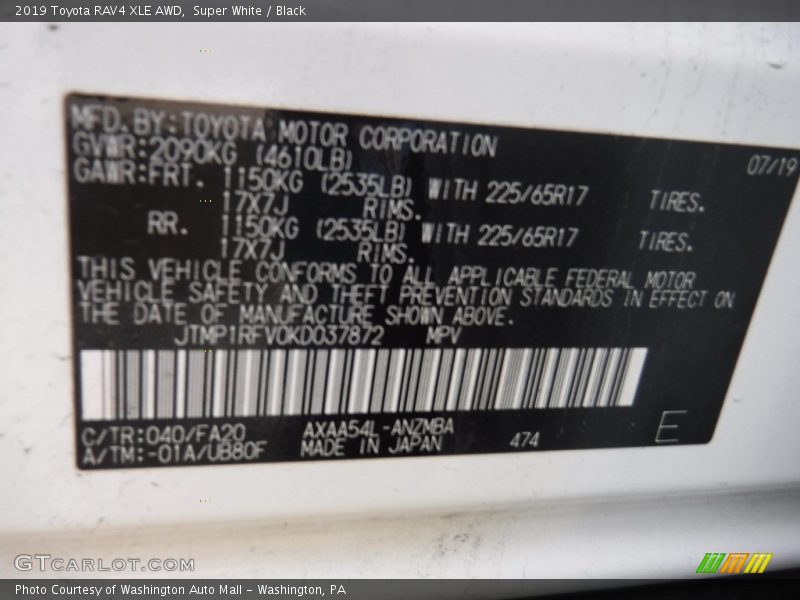 2019 Toyota RAV4 XLE AWD,  Super White / Black
MFD. BY: TOYOTA MOTOR CORPORATION
07/19
GVWR: 2090KG (4610LB)
GAWR: FRT. 1150KG (2535LB) WITH 225/65R17 TIRES.
17X7J RIMS.
RR. 1150KG (2535LB) WITH 225/65R17 TIRES.
17X7J RIMS.
THIS VEHICLE CONFORMS TO ALL APPLICABLE FEDERAL MOTOR
VEHICLE SAFETY AND THEFT PREVENTION STANDARDS IN EFFECT ON
THE DATE OF MANUFACTURE SHOWN ABOVE.
JTMP1RFV0KD037872 MPV
C/TR: 040/FA20 AXAA54L-ANZMBA
A/TM: -01A/UB80F MADE IN JAPAN 474 E
GTCARLOT.COM
Photo Courtesy of Washington Auto Mall - Washington, PA